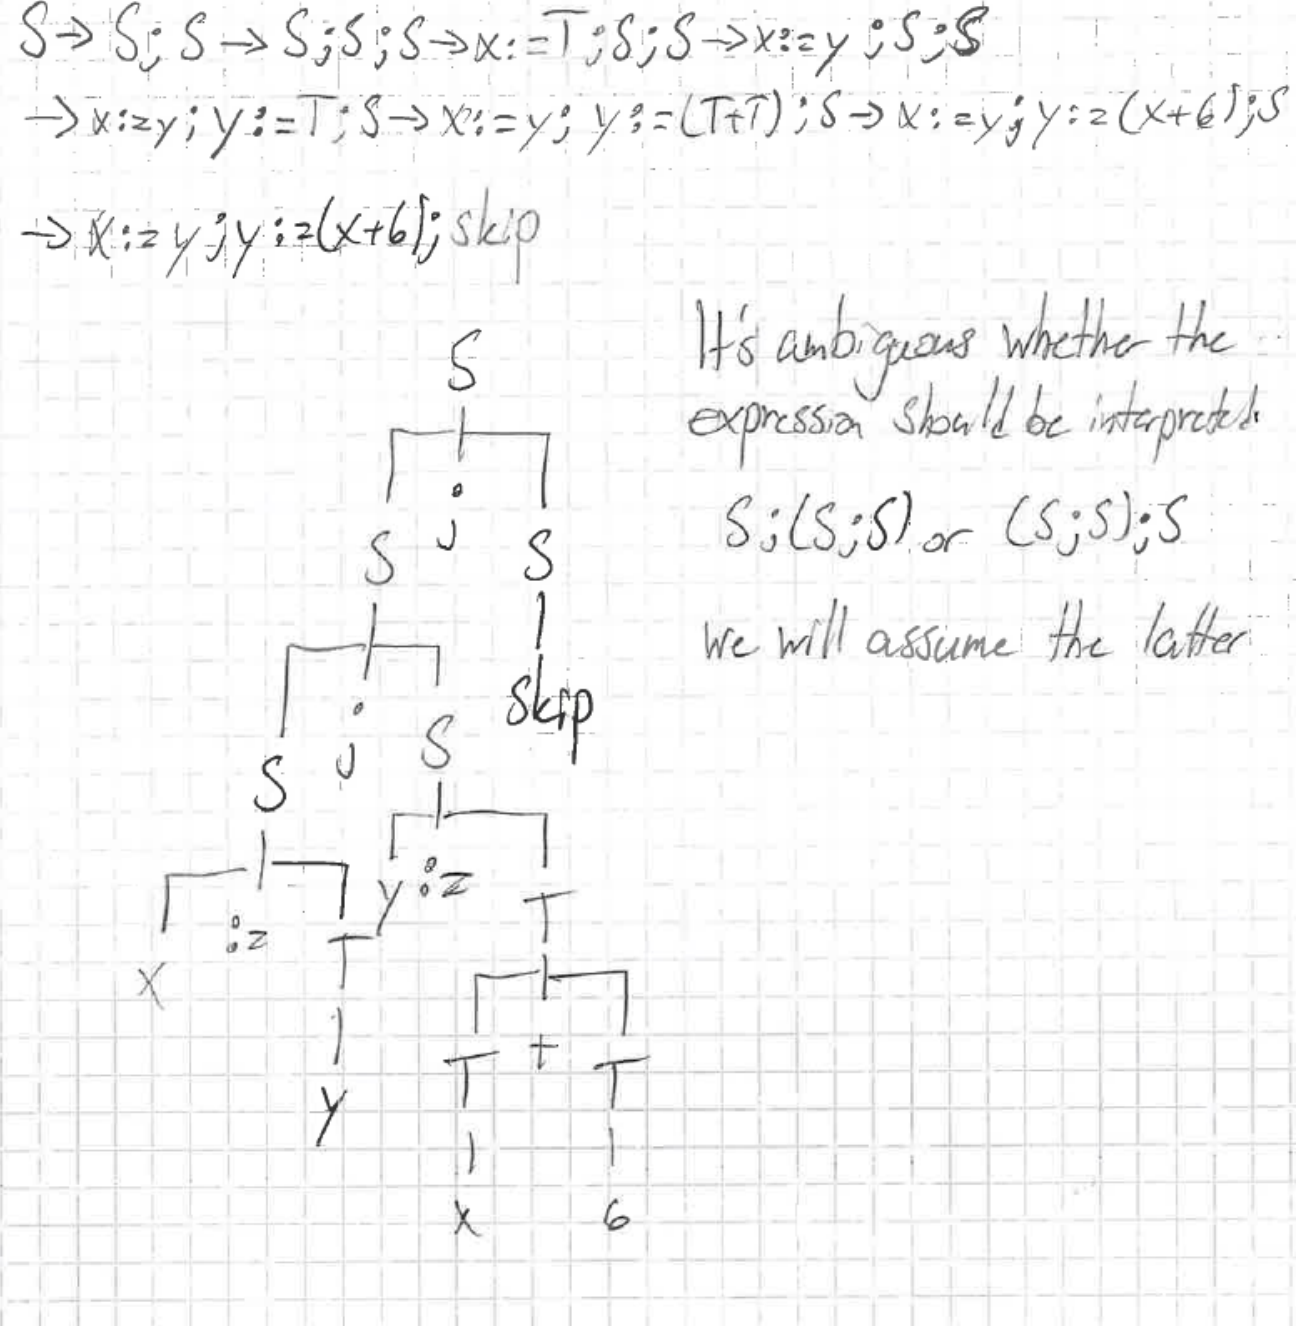 S→ S; S → S;S;S → x:=T;S;S → x:=y;S;S
→ x:=y; y:=T;S → x:=y; y:=(T+T);S → x:=y;y:=(x+6);S
→ x:=y;y:=(x+6);skip
It's ambiguous whether the
expression should be interpreted
S;(S;S) or (S;S);S
we will assume the latter
S
;
S S
skip
; S
S
y := T
x := T
y
T + T
x 6